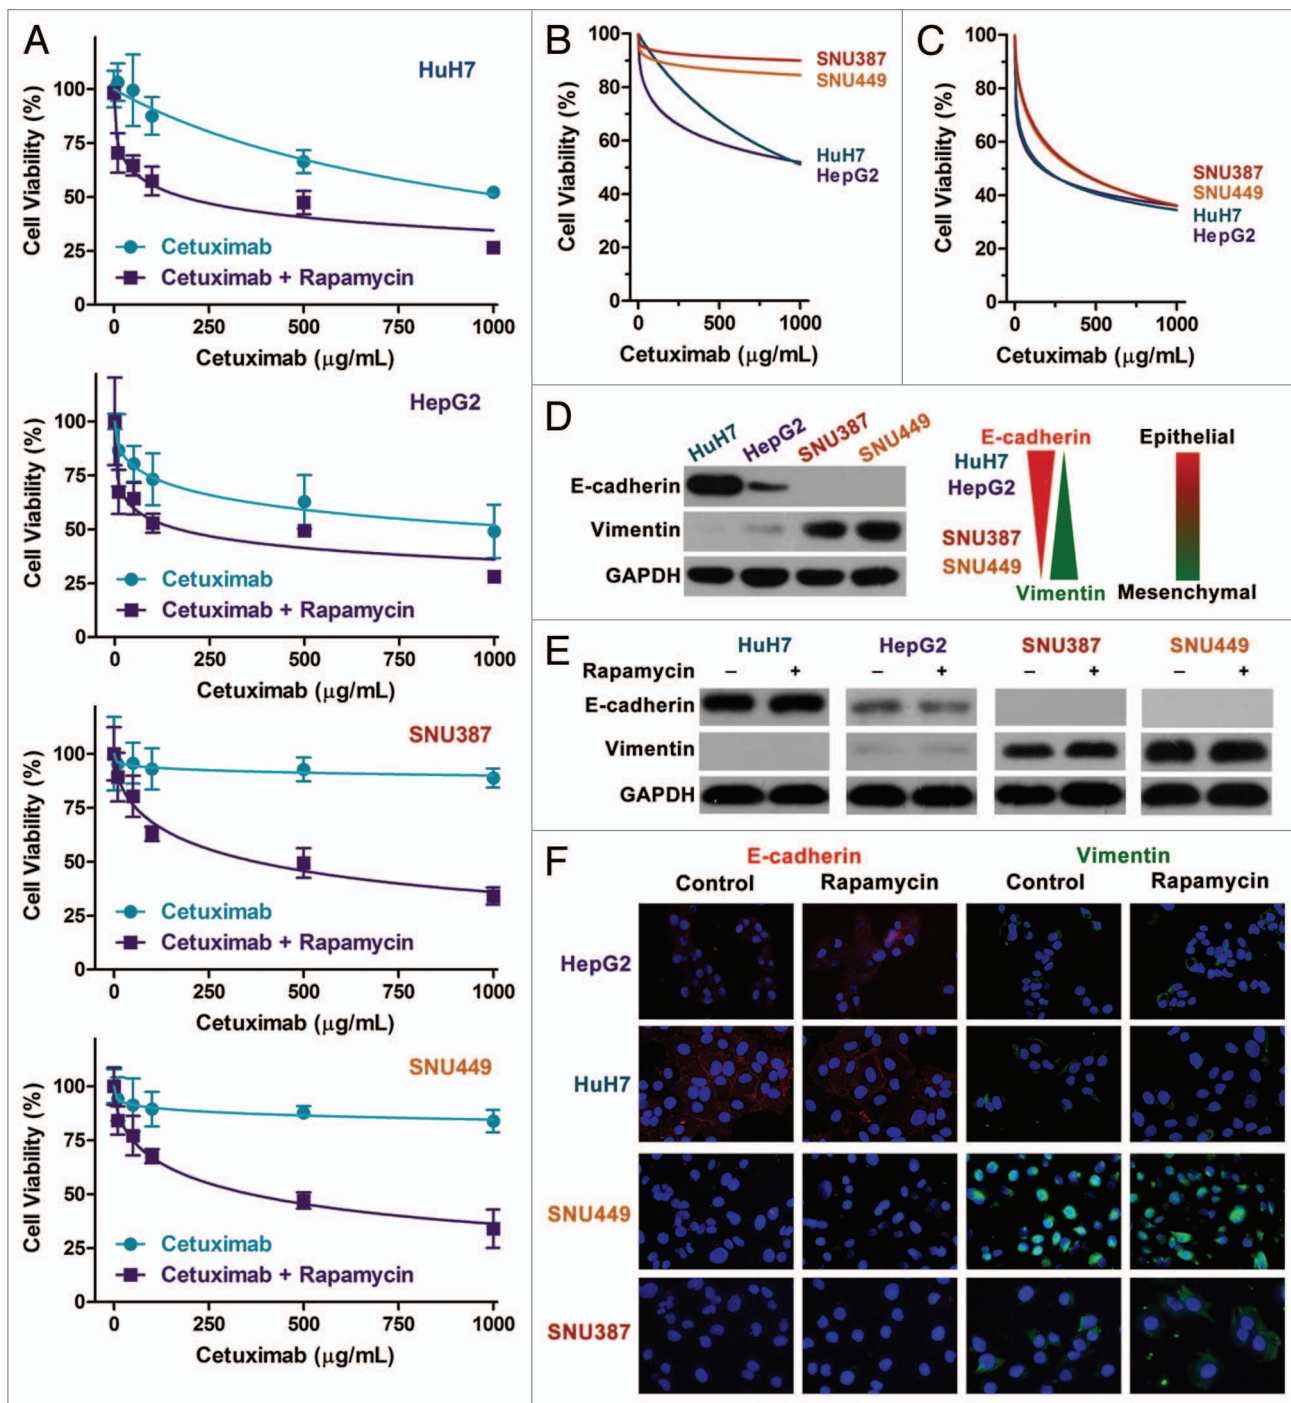 A
HuH7
Cell Viability (%)
100
75
50
25
0
Cetuximab
Cetuximab + Rapamycin
0 250 500 750 1000
Cetuximab (μg/mL)
HepG2
Cell Viability (%)
100
75
50
25
0
Cetuximab
Cetuximab + Rapamycin
0 250 500 750 1000
Cetuximab (μg/mL)
SNU387
Cell Viability (%)
100
75
50
25
0
Cetuximab
Cetuximab + Rapamycin
0 250 500 750 1000
Cetuximab (μg/mL)
SNU449
Cell Viability (%)
100
75
50
25
0
Cetuximab
Cetuximab + Rapamycin
0 250 500 750 1000
Cetuximab (μg/mL)
B
Cell Viability (%)
100
80
60
40
20
0
SNU387
SNU449
HuH7
HepG2
0 500 1000
Cetuximab (μg/mL)
C
Cell Viability (%)
100
80
60
40
20
0
SNU387
SNU449
HuH7
HepG2
0 500 1000
Cetuximab (μg/mL)
D
HuH7 HepG2 SNU387 SNU449
E-cadherin
Vimentin
GAPDH
E-cadherin
HuH7
HepG2
SNU387
SNU449
Vimentin
Epithelial
Mesenchymal
E
HuH7 HepG2 SNU387 SNU449
Rapamycin – + – + – + – +
E-cadherin
Vimentin
GAPDH
F
E-cadherin Vimentin
Control Rapamycin Control Rapamycin
HepG2
HuH7
SNU449
SNU387